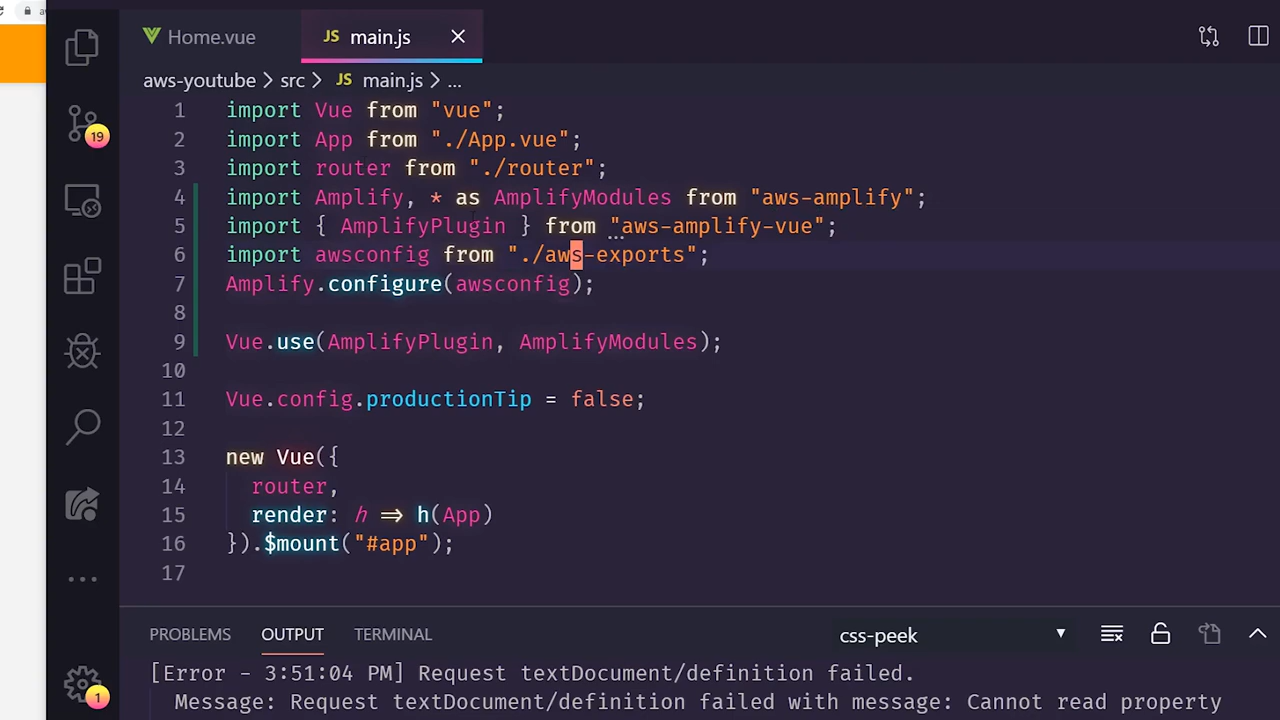 Home.vue
JS main.js
aws-youtube > src > JS main.js > ...
1 import Vue from "vue";
2 import App from "./App.vue";
3 import router from "./router";
4 import Amplify, * as AmplifyModules from "aws-amplify";
5 import { AmplifyPlugin } from "aws-amplify-vue";
6 import awsconfig from "./aws-exports";
7 Amplify.configure(awsconfig);
8
9 Vue.use(AmplifyPlugin, AmplifyModules);
10
11 Vue.config.productionTip = false;
12
13 new Vue({
14 router,
15 render: h => h(App)
16 }).$mount("#app");
17
19
1
PROBLEMS OUTPUT TERMINAL css-peek
[Error - 3:51:04 PM] Request textDocument/definition failed.
Message: Request textDocument/definition failed with message: Cannot read property